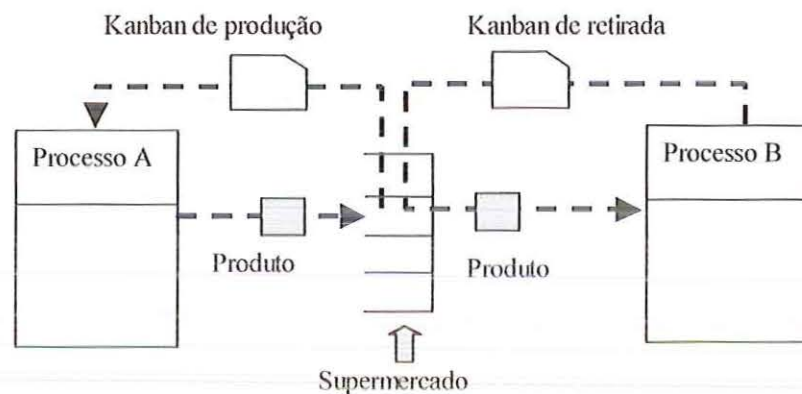 Kanban de produção
Kanban de retirada
Processo A
Processo B
Produto
Produto
Supermercado